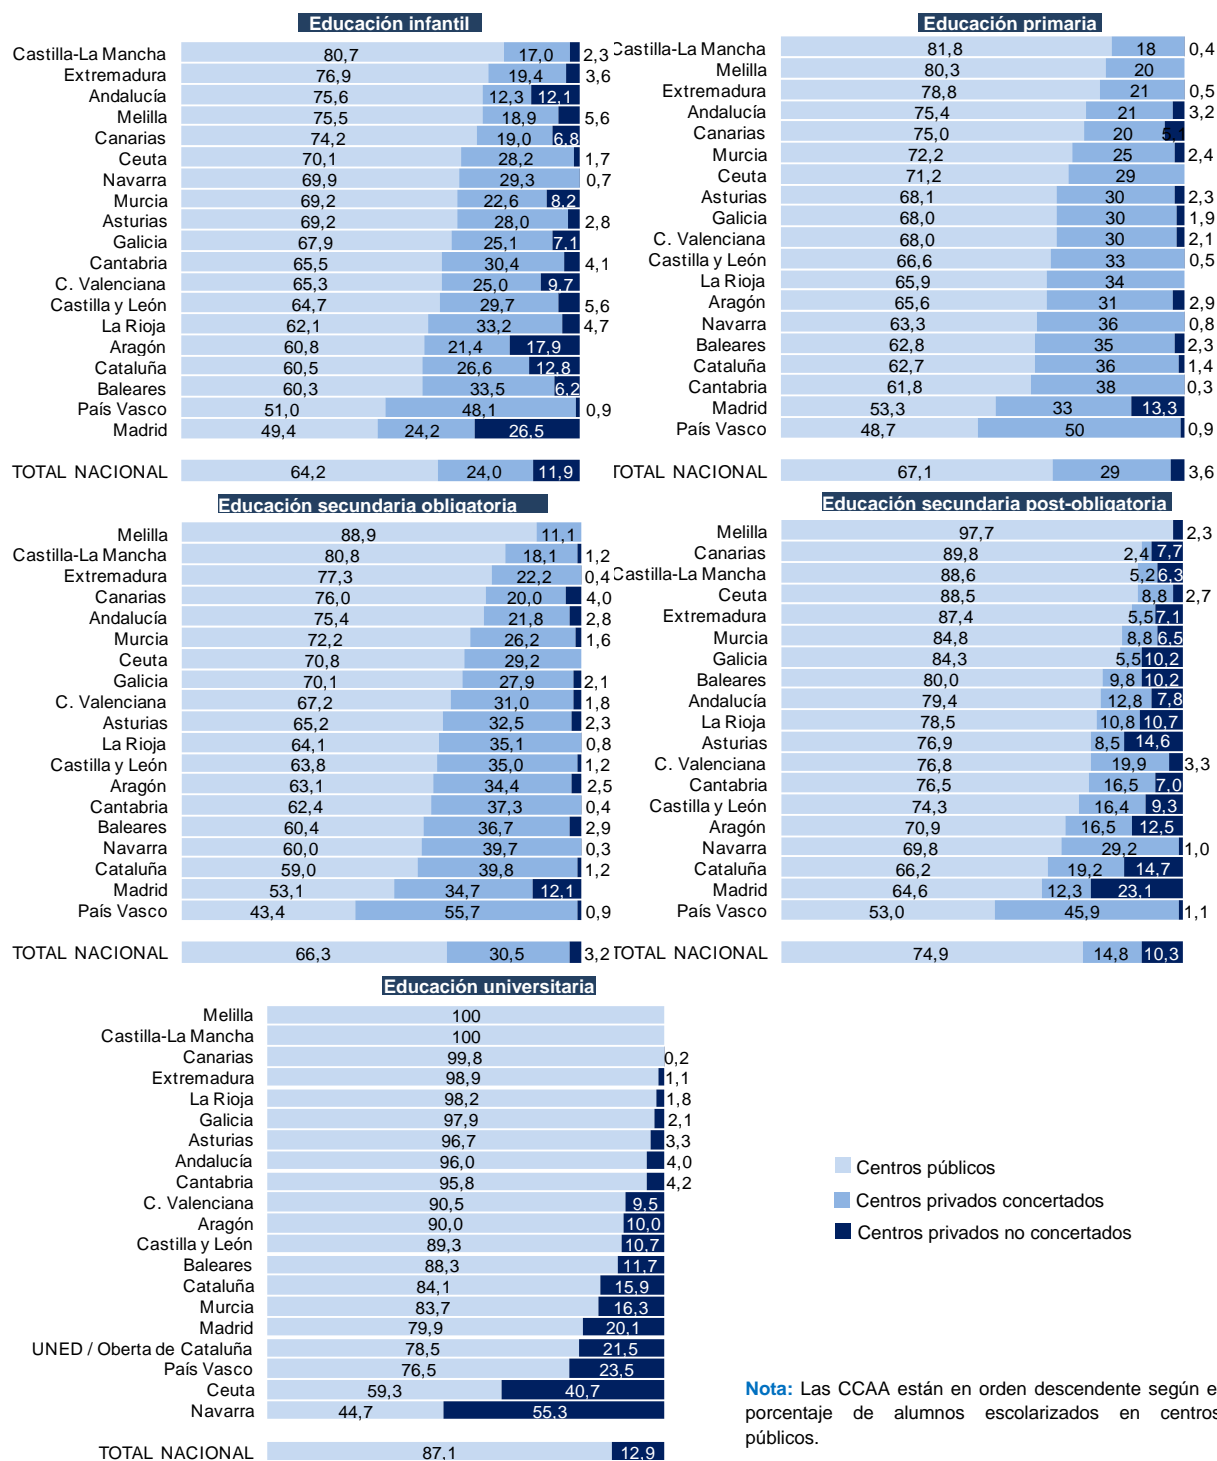 Educación infantil
Castilla-La Mancha 80,7 17,0 2,3
Extremadura 76,9 19,4 3,6
Andalucía 75,6 12,3 12,1
Melilla 75,5 18,9 5,6
Canarias 74,2 19,0 6,8
Ceuta 70,1 28,2 1,7
Navarra 69,9 29,3 0,7
Murcia 69,2 22,6 8,2
Asturias 69,2 28,0 2,8
Galicia 67,9 25,1 7,1
Cantabria 65,5 30,4 4,1
C. Valenciana 65,3 25,0 9,7
Castilla y León 64,7 29,7 5,6
La Rioja 62,1 33,2 4,7
Aragón 60,8 21,4 17,9
Cataluña 60,5 26,6 12,8
Baleares 60,3 33,5 6,2
País Vasco 51,0 48,1 0,9
Madrid 49,4 24,2 26,5
TOTAL NACIONAL 64,2 24,0 11,9
Educación primaria
Castilla-La Mancha 81,8 18 0,4
Melilla 80,3 20
Extremadura 78,8 21 0,5
Andalucía 75,4 21 3,2
Canarias 75,0 20 5,1
Murcia 72,2 25 2,4
Ceuta 71,2 29
Asturias 68,1 30 2,3
Galicia 68,0 30 1,9
C. Valenciana 68,0 30 2,1
Castilla y León 66,6 33 0,5
La Rioja 65,9 34
Aragón 65,6 31 2,9
Navarra 63,3 36 0,8
Baleares 62,8 35 2,3
Cataluña 62,7 36 1,4
Cantabria 61,8 38 0,3
Madrid 53,3 33 13,3
País Vasco 48,7 50 0,9
TOTAL NACIONAL 67,1 29 3,6
Educación secundaria obligatoria
Melilla 88,9 11,1
Castilla-La Mancha 80,8 18,1 1,2
Extremadura 77,3 22,2 0,4
Canarias 76,0 20,0 4,0
Andalucía 75,4 21,8 2,8
Murcia 72,2 26,2 1,6
Ceuta 70,8 29,2
Galicia 70,1 27,9 2,1
C. Valenciana 67,2 31,0 1,8
Asturias 65,2 32,5 2,3
La Rioja 64,1 35,1 0,8
Castilla y León 63,8 35,0 1,2
Aragón 63,1 34,4 2,5
Cantabria 62,4 37,3 0,4
Baleares 60,4 36,7 2,9
Navarra 60,0 39,7 0,3
Cataluña 59,0 39,8 1,2
Madrid 53,1 34,7 12,1
País Vasco 43,4 55,7 0,9
TOTAL NACIONAL 66,3 30,5 3,2
Educación secundaria post-obligatoria
Melilla 97,7 2,3
Canarias 89,8 2,4 7,7
Castilla-La Mancha 88,6 5,2 6,3
Ceuta 88,5 8,8 2,7
Extremadura 87,4 5,5 7,1
Murcia 84,8 8,8 6,5
Galicia 84,3 5,5 10,2
Baleares 80,0 9,8 10,2
Andalucía 79,4 12,8 7,8
La Rioja 78,5 10,8 10,7
Asturias 76,9 8,5 14,6
C. Valenciana 76,8 19,9 3,3
Cantabria 76,5 16,5 7,0
Castilla y León 74,3 16,4 9,3
Aragón 70,9 16,5 12,5
Navarra 69,8 29,2 1,0
Cataluña 66,2 19,2 14,7
Madrid 64,6 12,3 23,1
País Vasco 53,0 45,9 1,1
TOTAL NACIONAL 74,9 14,8 10,3
Educación universitaria
Melilla 100
Castilla-La Mancha 100
Canarias 99,8 0,2
Extremadura 98,9 1,1
La Rioja 98,2 1,8
Galicia 97,9 2,1
Asturias 96,7 3,3
Andalucía 96,0 4,0
Cantabria 95,8 4,2
C. Valenciana 90,5 9,5
Aragón 90,0 10,0
Castilla y León 89,3 10,7
Baleares 88,3 11,7
Cataluña 84,1 15,9
Murcia 83,7 16,3
Madrid 79,9 20,1
UNED / Oberta de Cataluña 78,5 21,5
País Vasco 76,5 23,5
Ceuta 59,3 40,7
Navarra 44,7 55,3
TOTAL NACIONAL 87,1 12,9
Centros públicos
Centros privados concertados
Centros privados no concertados
Nota: Las CCAA están en orden descendente según e
porcentaje de alumnos escolarizados en centros
públicos.